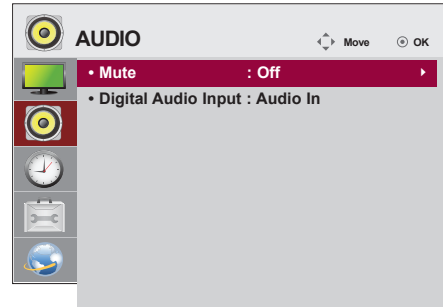 AUDIO Move OK
• Mute : Off
• Digital Audio Input : Audio In